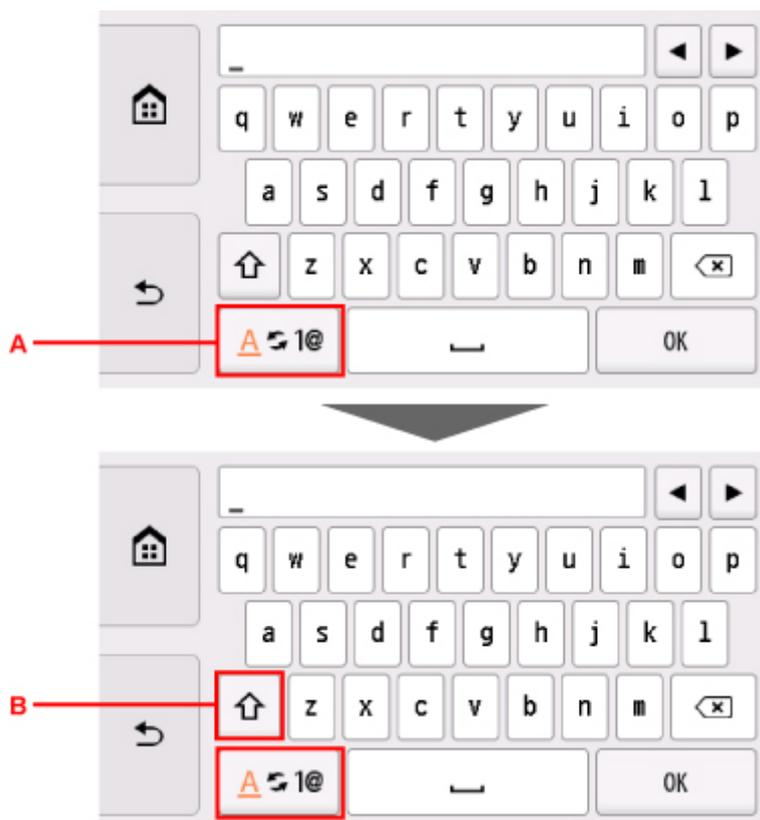 _
q w e r t y u i o p
a s d f g h j k l
z x c v b n m
A 1@ OK
A
_
q w e r t y u i o p
a s d f g h j k l
B
z x c v b n m
A 1@ OK